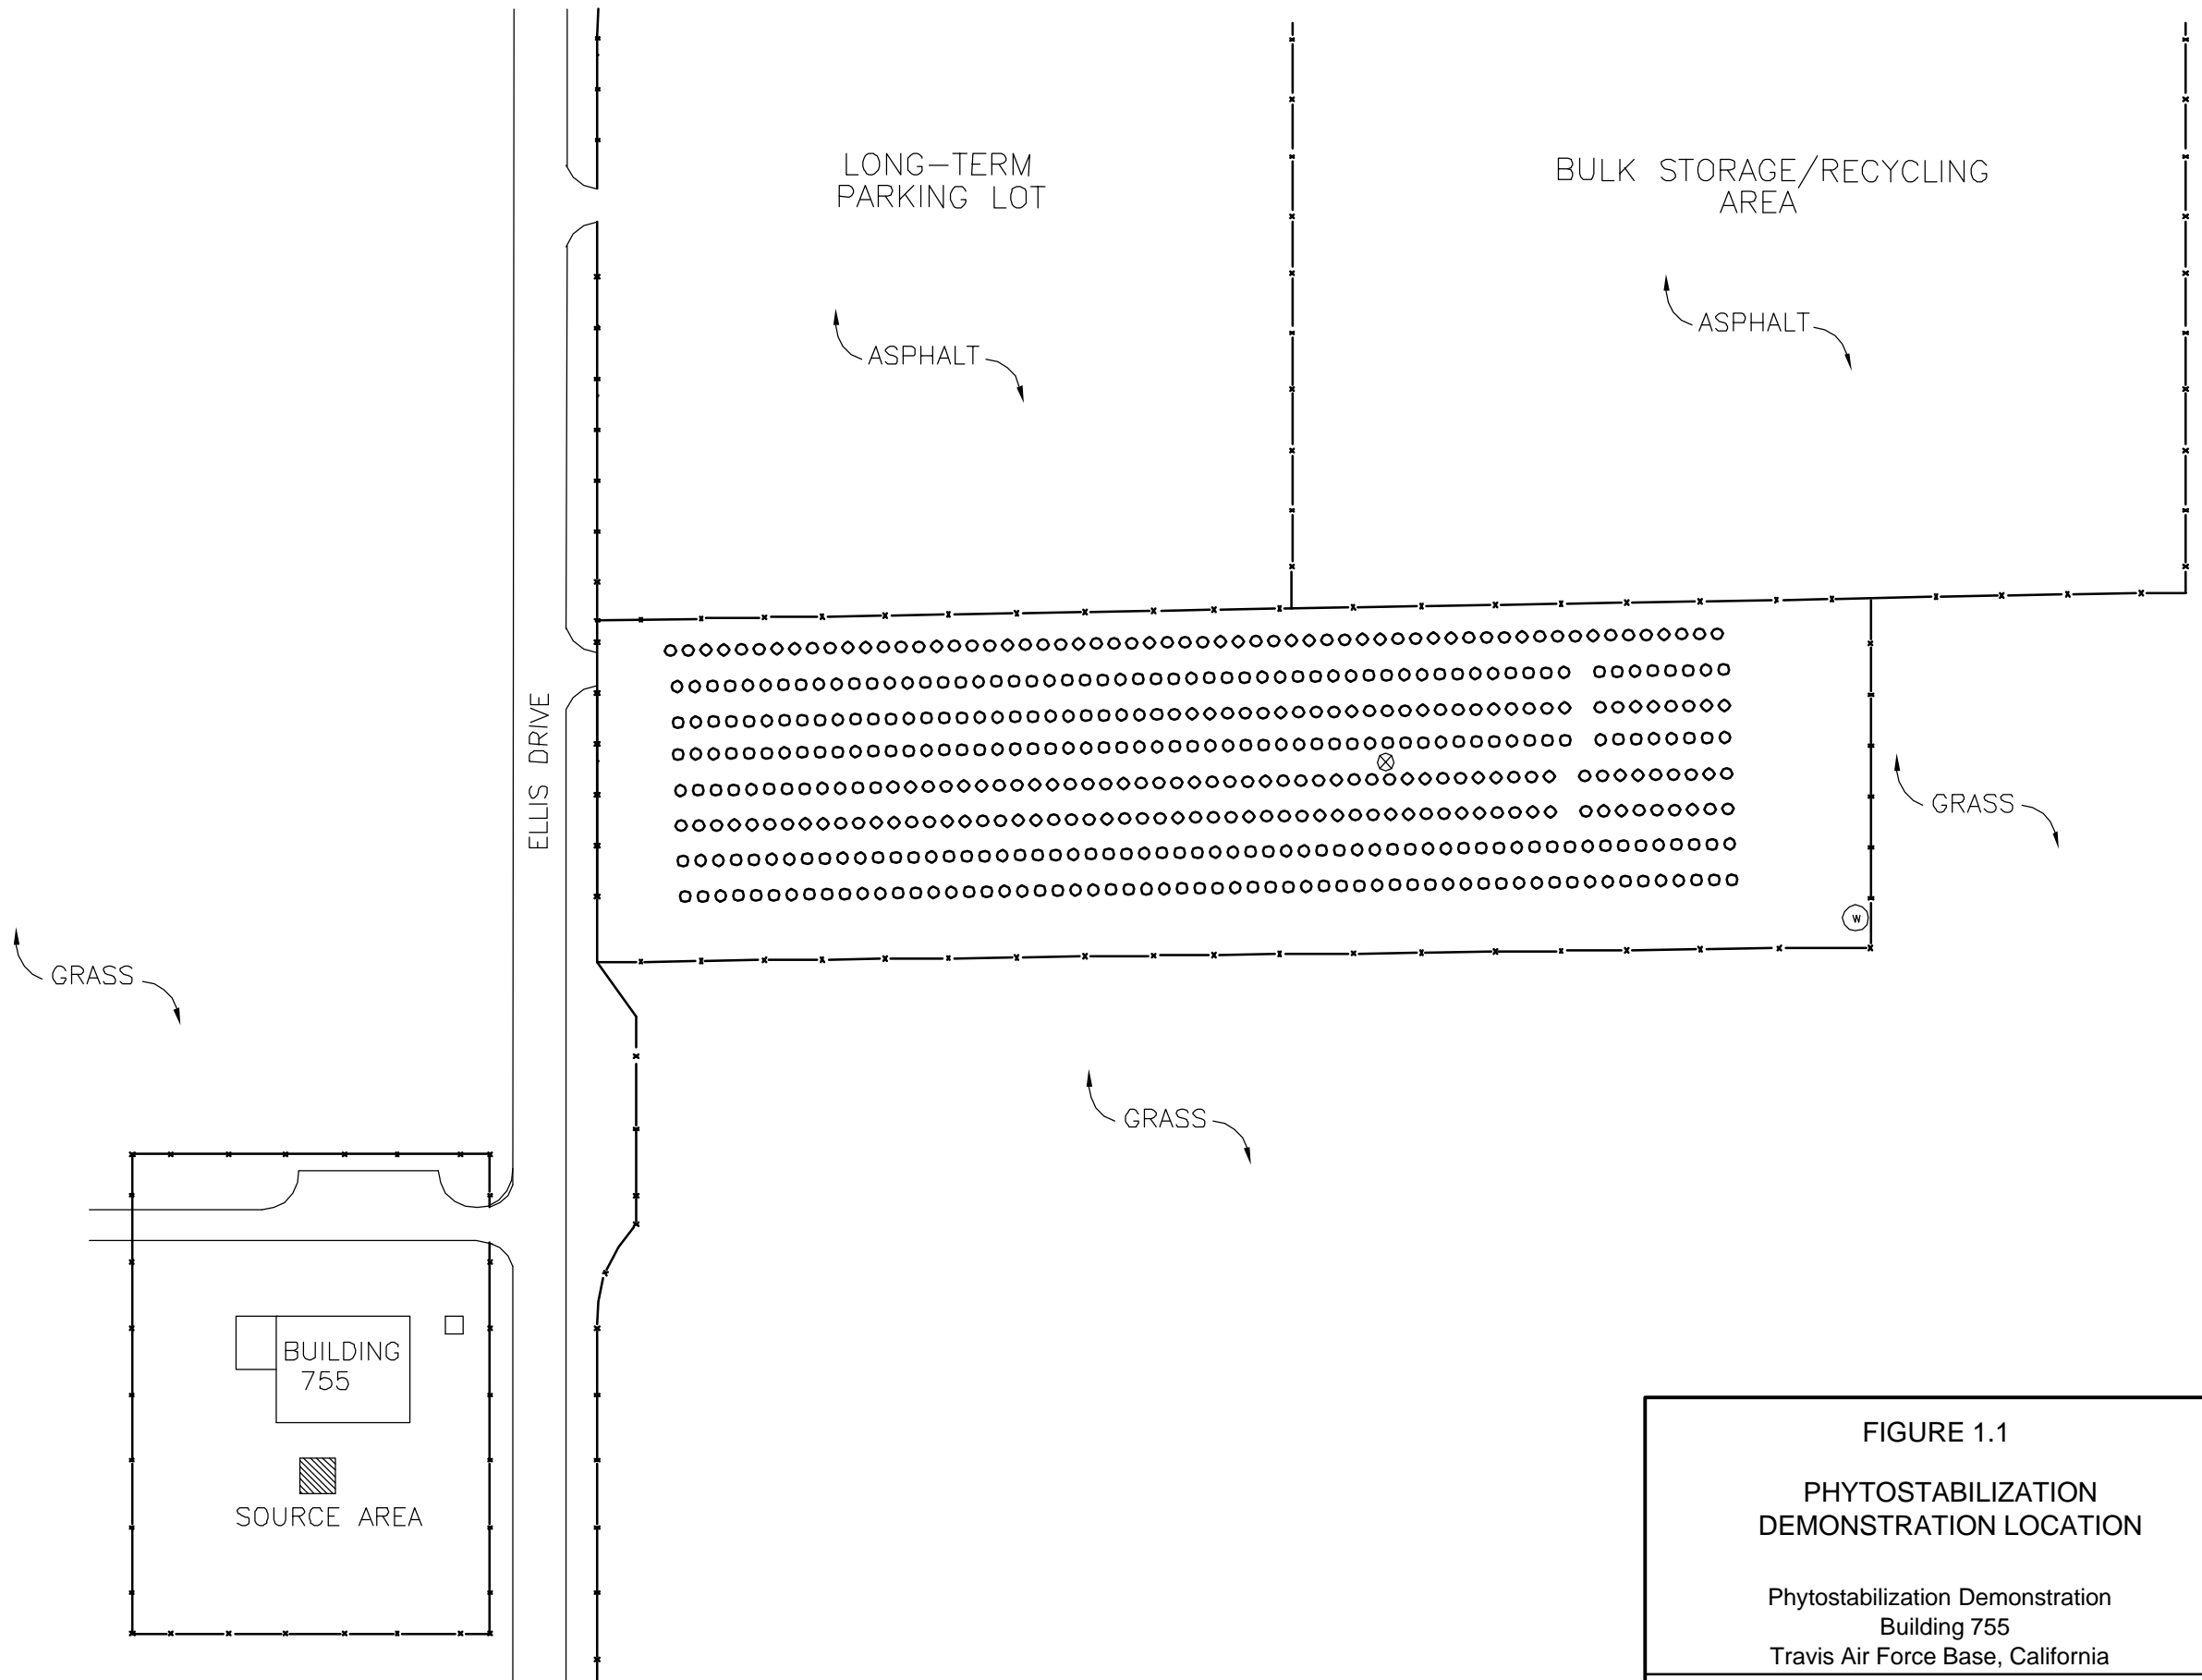 LONG-TERM
PARKING LOT
BULK STORAGE/RECYCLING
AREA
ASPHALT
ASPHALT
ELLIS DRIVE
GRASS
W
GRASS
GRASS
BUILDING
755
SOURCE AREA
FIGURE 1.1
PHYTOSTABILIZATION
DEMONSTRATION LOCATION
Phytostabilization Demonstration
Building 755
Travis Air Force Base, California